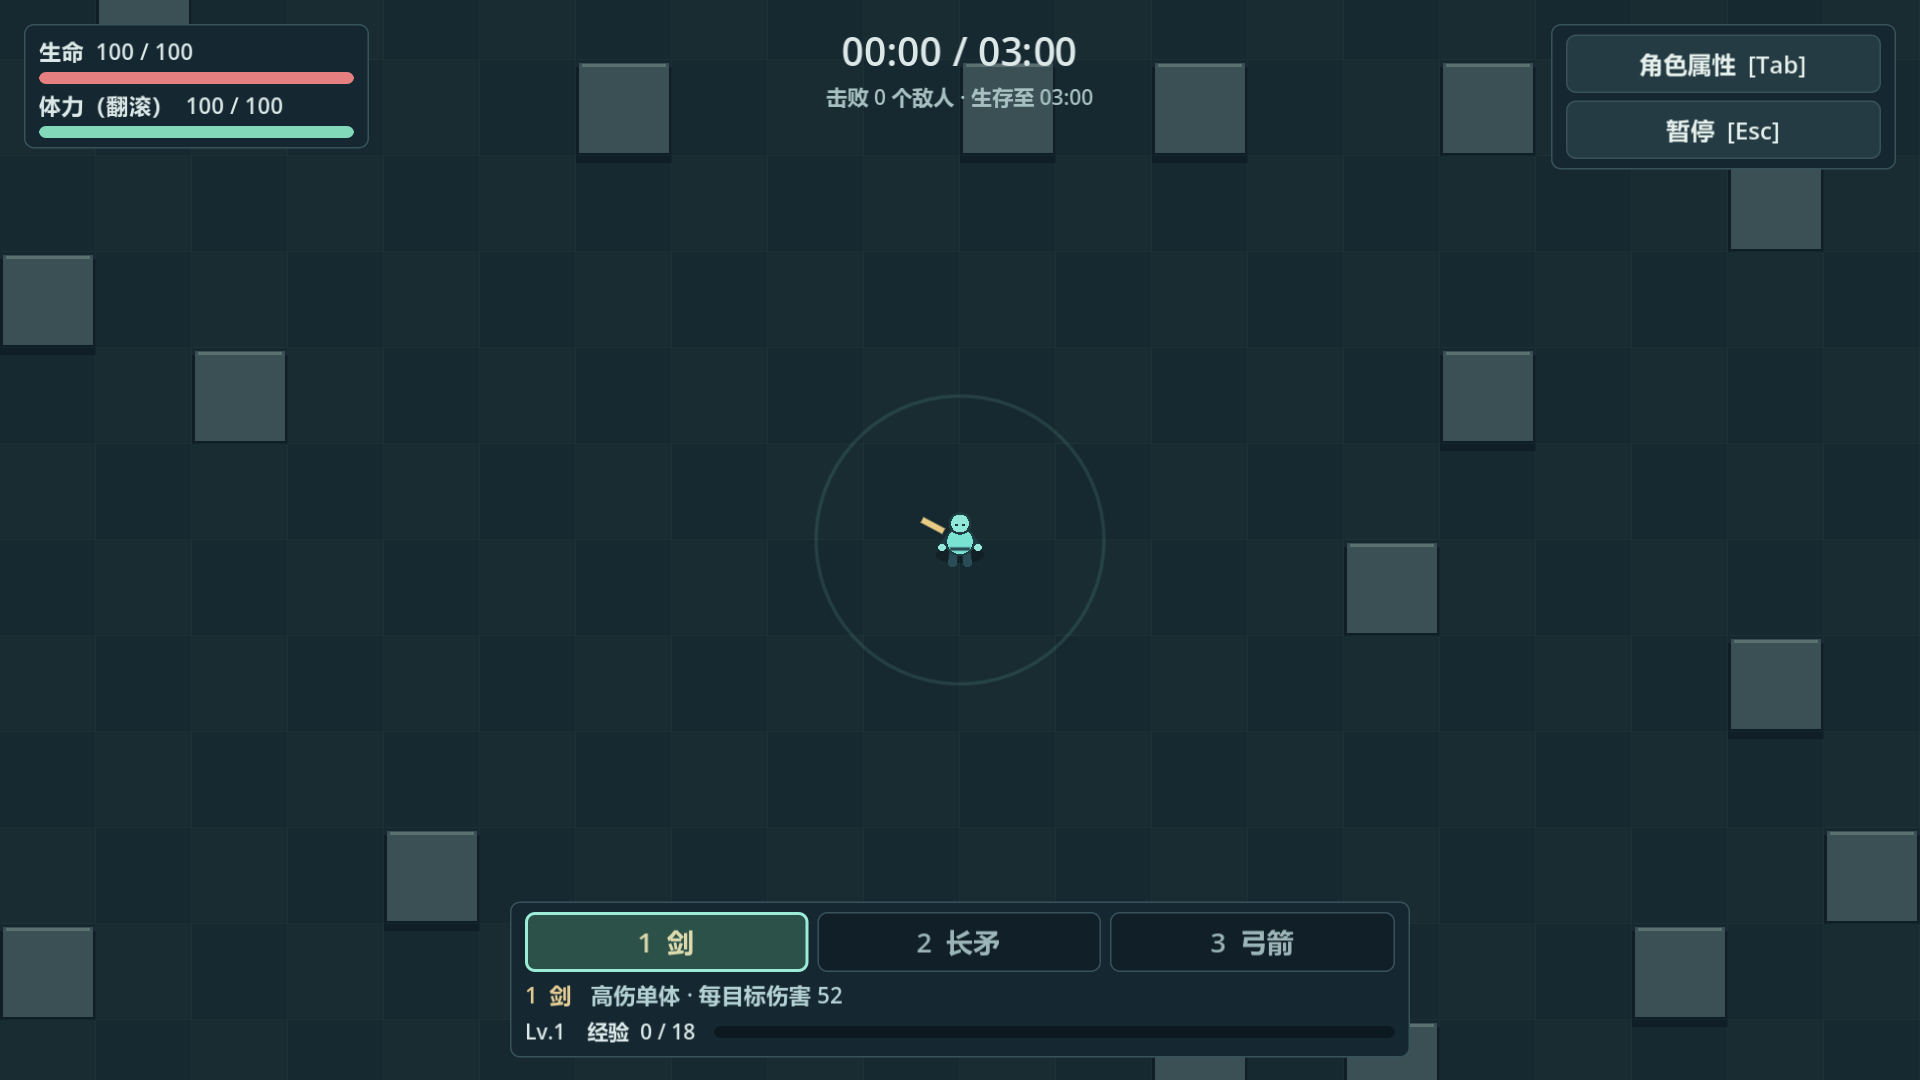 生命 100 / 100
体力（翻滚） 100 / 100
00:00 / 03:00
击败 0 个敌人 · 生存至 03:00
角色属性 [Tab]
暂停 [Esc]
1 剑
2 长矛
3 弓箭
1 剑 高伤单体 · 每目标伤害 52
Lv.1 经验 0 / 18